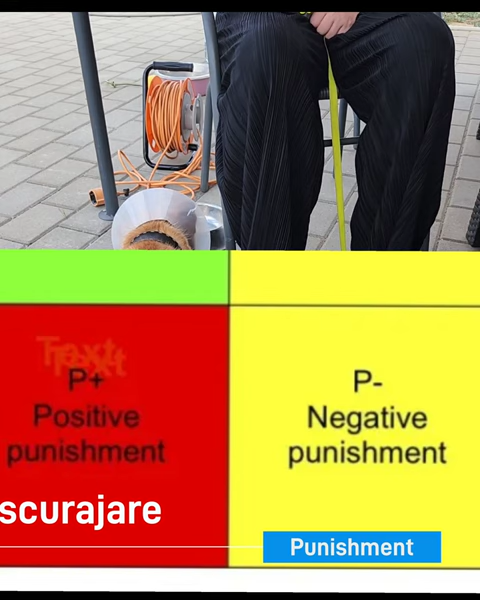 P+
Positive
punishment
P-
Negative
punishment
scurajare
Punishment